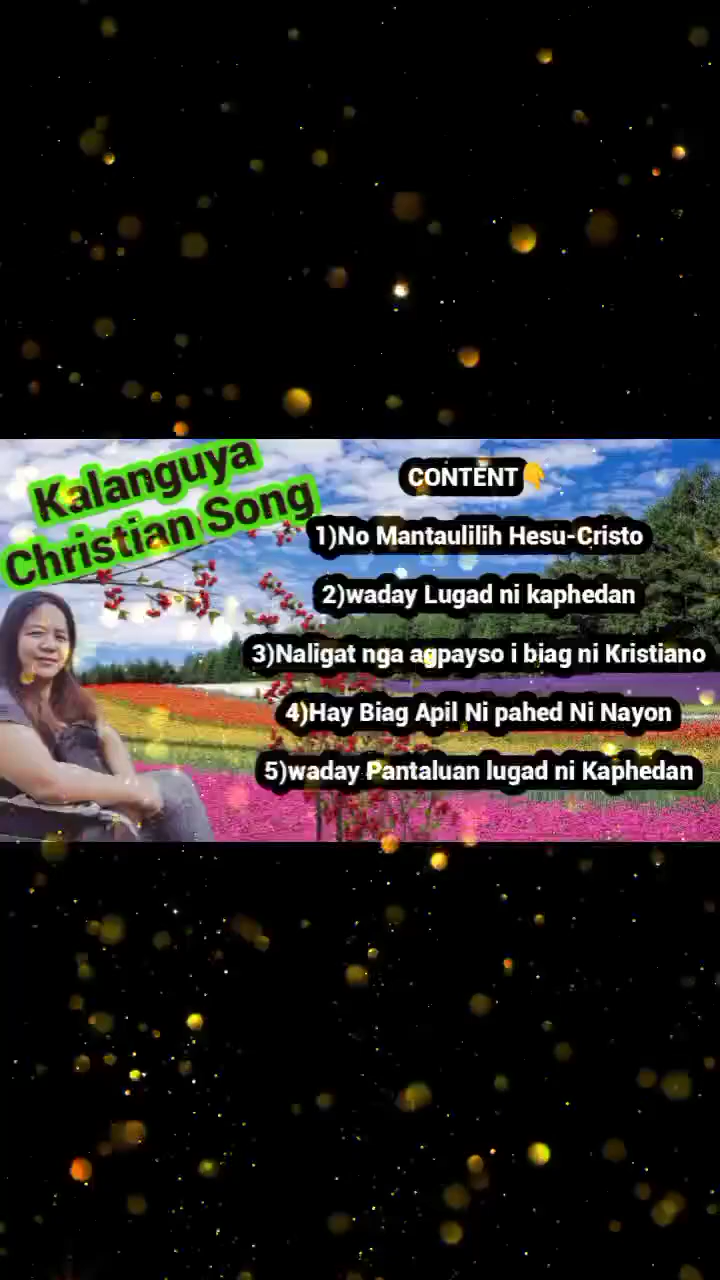 Kalanguya
Christian Song
CONTENT👇
1)No Mantaulilih Hesu-Cristo
2)waday Lugad ni kaphedan
3)Naligat nga agpayso i biag ni Kristiano
4)Hay Biag Apil Ni pahed Ni Nayon
5)waday Pantaluan lugad ni Kaphedan